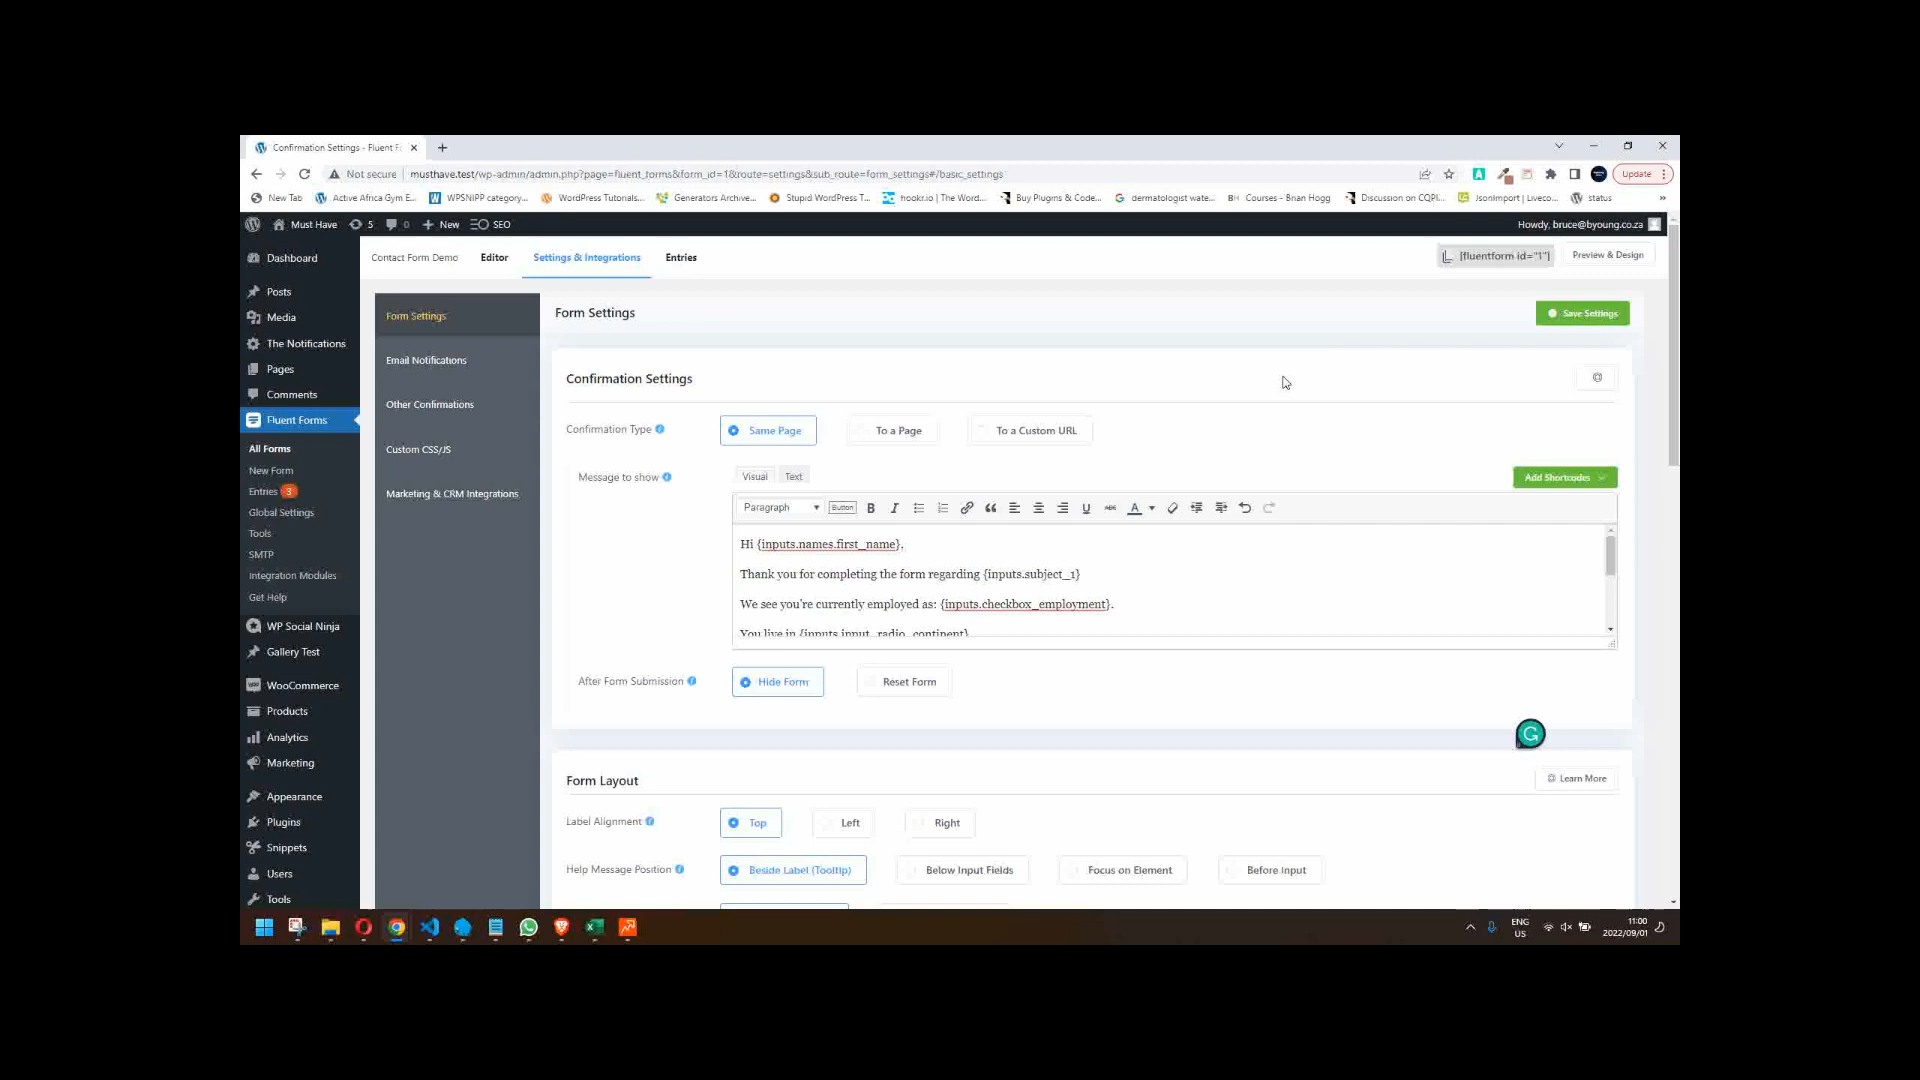 Confirmation Settings - Fluent F
Not secure
musthave.test/wp-admin/admin.php?page=fluent_forms&form_id=1&route=settings&sub_route=form_settings#/basic_settings
Update
New Tab
Active Africa Gym E...
WPSNIPP category...
WordPress Tutorials...
Generators Archive...
Stupid WordPress T...
hookr.io | The Word...
Buy Plugins & Code...
dermatologist wate...
BH Courses - Brian Hogg
Discussion on CQPI...
JsonImport | Liveco...
status
»
Must Have
5
0
New
SEO
Howdy, bruce@byoung.co.za
Contact Form Demo
Editor
Settings & Integrations
Entries
[fluentform id="1"]
Preview & Design
Dashboard
Posts
Media
The Notifications
Pages
Comments
Fluent Forms
All Forms
New Form
Entries 3
Global Settings
Tools
SMTP
Integration Modules
Get Help
WP Social Ninja
Gallery Test
WooCommerce
Products
Analytics
Marketing
Appearance
Plugins
Snippets
Users
Tools
Form Settings
Email Notifications
Other Confirmations
Custom CSS/JS
Marketing & CRM Integrations
Form Settings
Save Settings
Confirmation Settings
Confirmation Type
Same Page
To a Page
To a Custom URL
Message to show
Visual
Text
Add Shortcodes
Paragraph
Button
B
I
U
ABC
A
Hi {inputs.names.first_name},
Thank you for completing the form regarding {inputs.subject_1}
We see you're currently employed as: {inputs.checkbox_employment}.
You live in {inputs.input_radio_continent}
After Form Submission
Hide Form
Reset Form
Form Layout
Learn More
Label Alignment
Top
Left
Right
Help Message Position
Beside Label (Tooltip)
Below Input Fields
Focus on Element
Before Input
ENG
US
11:00
2022/09/01